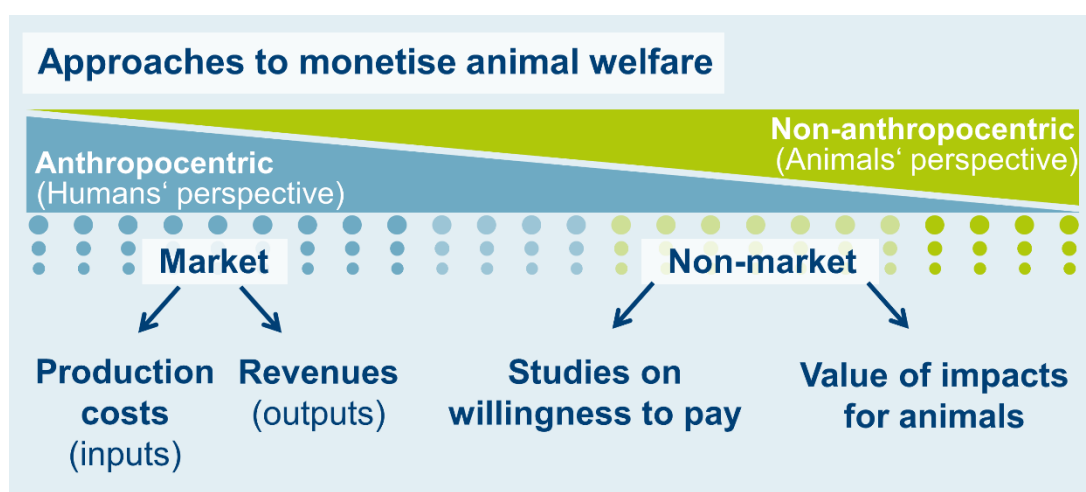 Approaches to monetise animal welfare
Non-anthropocentric
(Animals‘ perspective)
Anthropocentric
(Humans‘ perspective)
Market
Non-market
Production
costs
(inputs)
Revenues
(outputs)
Studies on
willingness to pay
Value of impacts
for animals